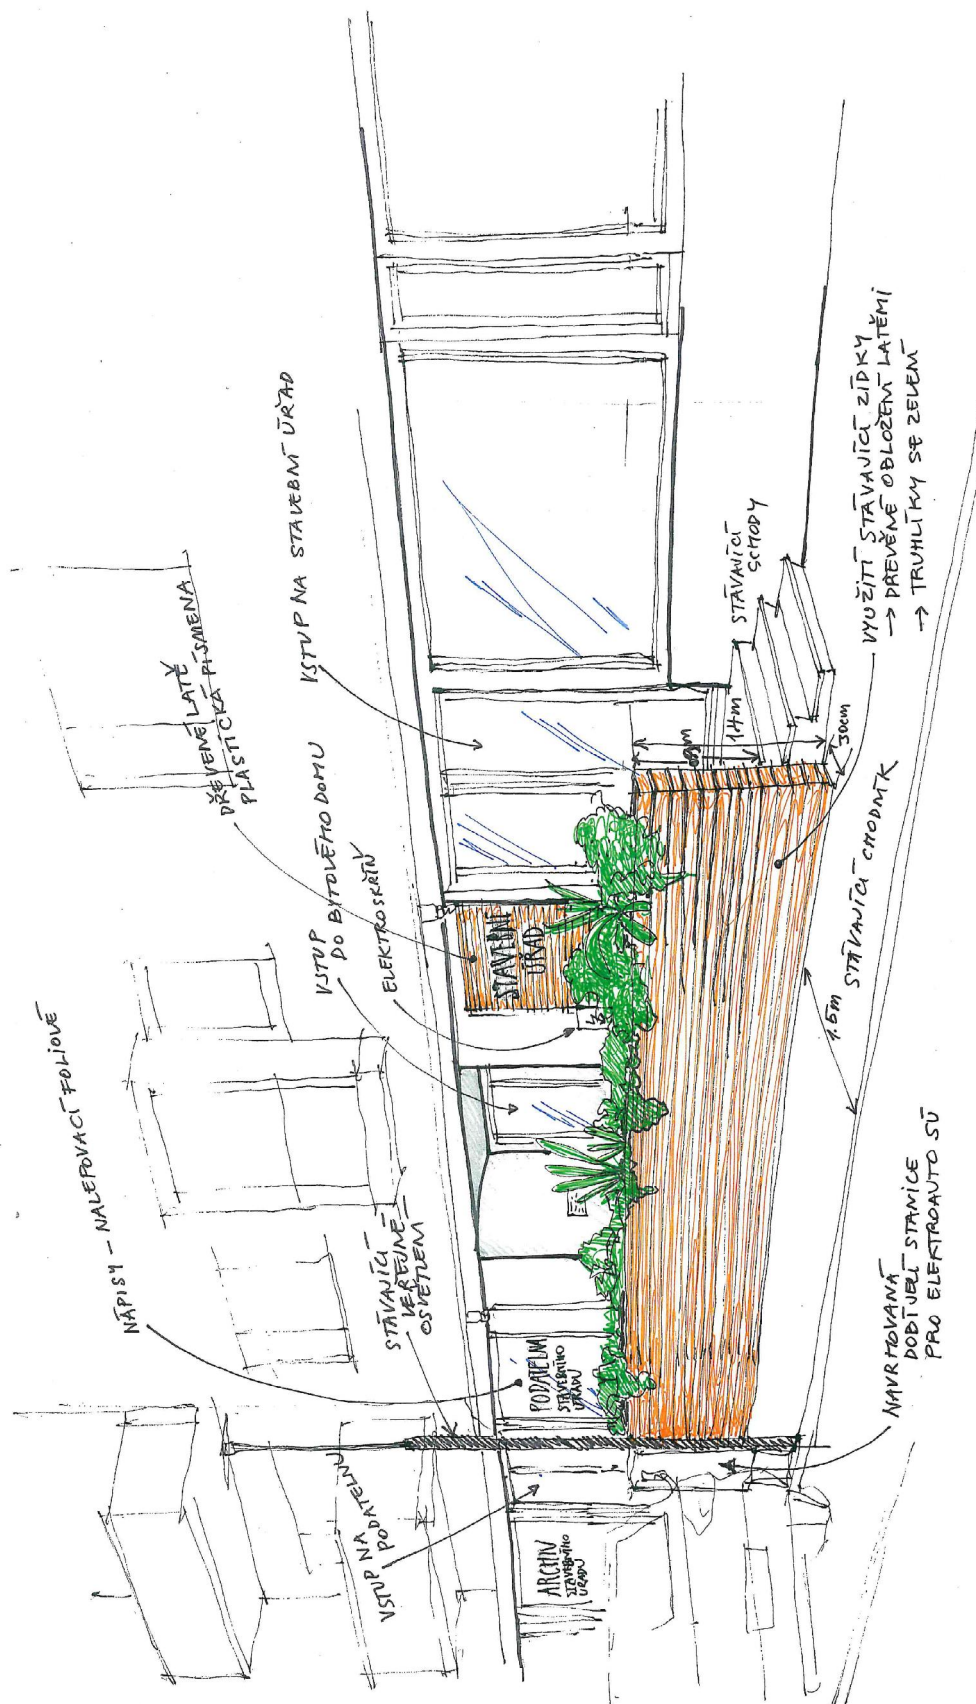 NÁPISY – NALEPOVACÍ FOLIOVÉ
DŘEVĚNÉ LATĚ
PLASTICKÁ PÍSMENA
VSTUP NA STAVEBNÍ ÚŘAD
VSTUP
DO BYTOVÉHO DOMU
ELEKTROSKŘÍŇ
STÁVAJÍCÍ
VEŘEJNÉ
OSVĚTLENÍ
VSTUP NA
PODATELNU
ARCHIV
STAVEBNÍHO
ÚŘADU
PODATELNA
STAVEBNÍHO
ÚŘADU
STAVEBNÍ
ÚŘAD
STÁVAJÍCÍ
SCHODY
1.4m
30cm
1.5m
STÁVAJÍCÍ CHODNÍK
NAVRHOVANÁ
DOBÍJECÍ STANICE
PRO ELEKTROAUTO SÚ
VYUŽITÍ STÁVAJÍCÍ ZÍDKY
→ DŘEVĚNÉ OBLOŽENÍ LATĚMI
→ TRUHLÍKY SE ZELENÍ